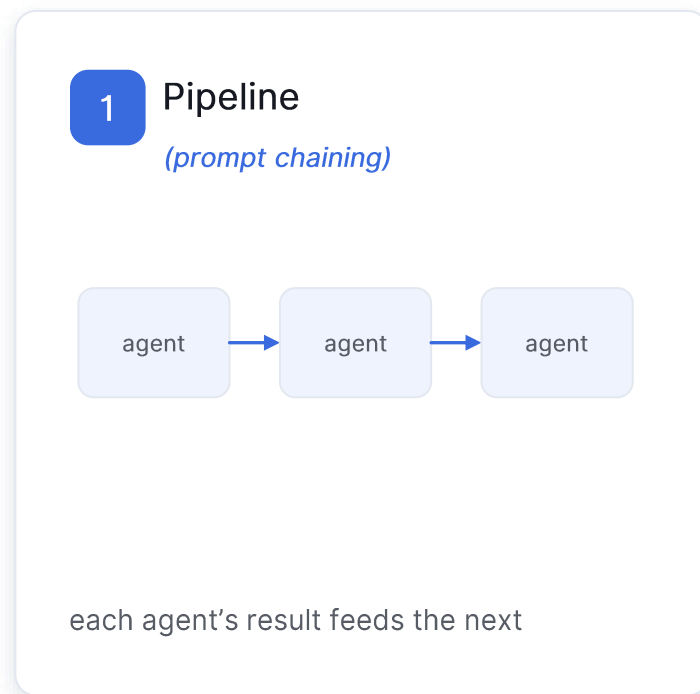 1
Pipeline
(prompt chaining)
agent
agent
agent
each agent’s result feeds the next